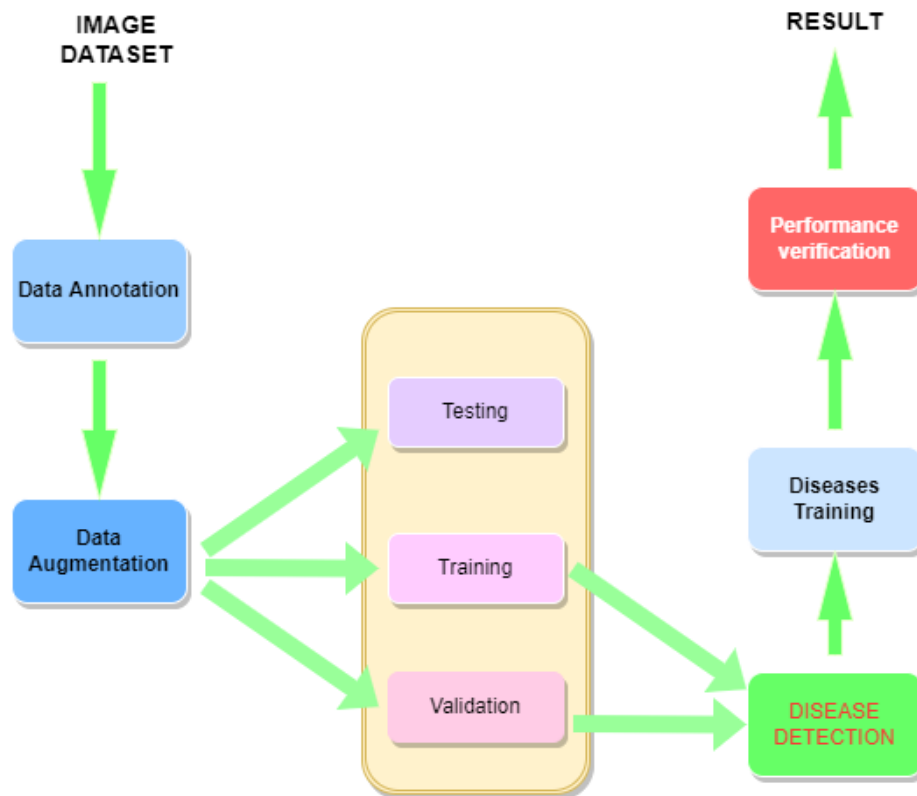 IMAGE
DATASET
Data Annotation
Data
Augmentation
Testing
Training
Validation
DISEASE
DETECTION
Diseases
Training
Performance
verification
RESULT